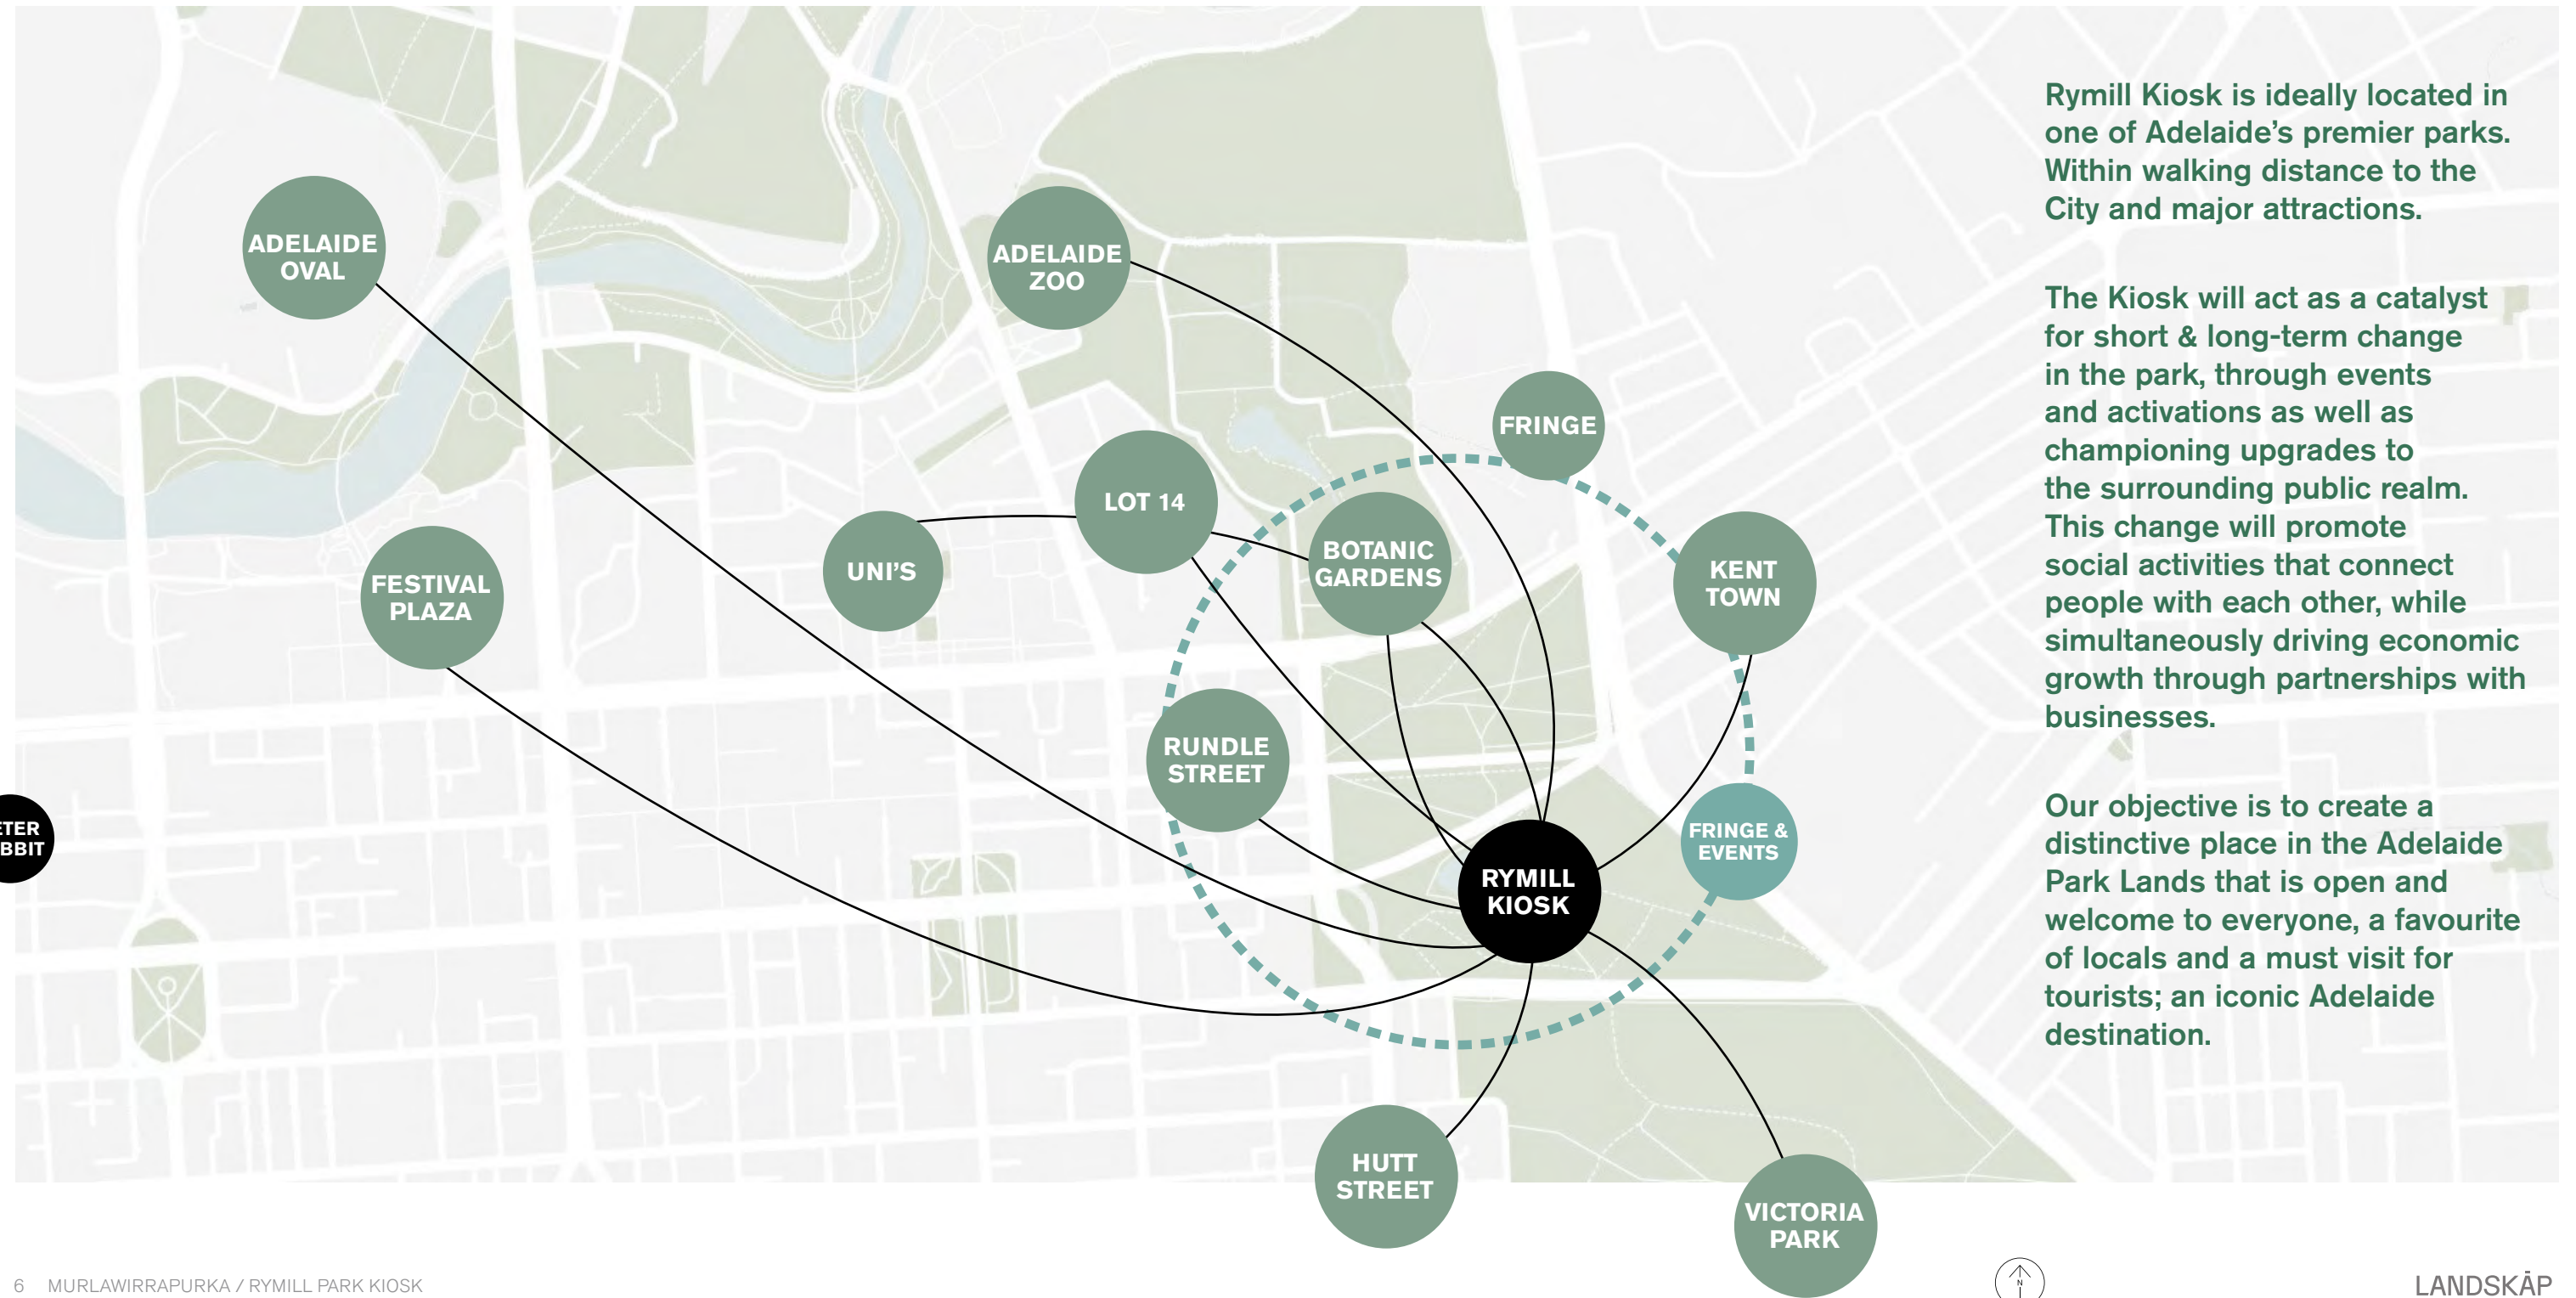 Rymill Kiosk is ideally located in
one of Adelaide’s premier parks.
Within walking distance to the
City and major attractions.
The Kiosk will act as a catalyst
for short & long-term change
in the park, through events
and activations as well as
championing upgrades to
the surrounding public realm.
This change will promote
social activities that connect
people with each other, while
simultaneously driving economic
growth through partnerships with
businesses.
Our objective is to create a
distinctive place in the Adelaide
Park Lands that is open and
welcome to everyone, a favourite
of locals and a must visit for
tourists; an iconic Adelaide
destination.
ADELAIDE
OVAL
ADELAIDE
ZOO
FRINGE
LOT 14
BOTANIC
GARDENS
UNI’S
KENT
TOWN
FESTIVAL
PLAZA
RUNDLE
STREET
ETER
BBIT
FRINGE &
EVENTS
RYMILL
KIOSK
HUTT
STREET
VICTORIA
PARK
N
6 MURLAWIRRAPURKA / RYMILL PARK KIOSK
LANDSKĀP